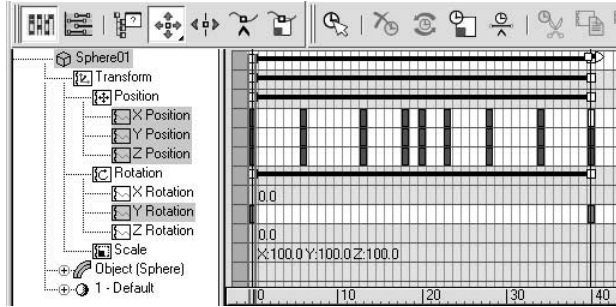 Sphere01
Transform
Position
X Position
Y Position
Z Position
Rotation
X Rotation
0.0
Y Rotation
Z Rotation
0.0
Scale
X:100.0 Y:100.0 Z:100.0
Object (Sphere)
1 - Default
0 10 20 30 40